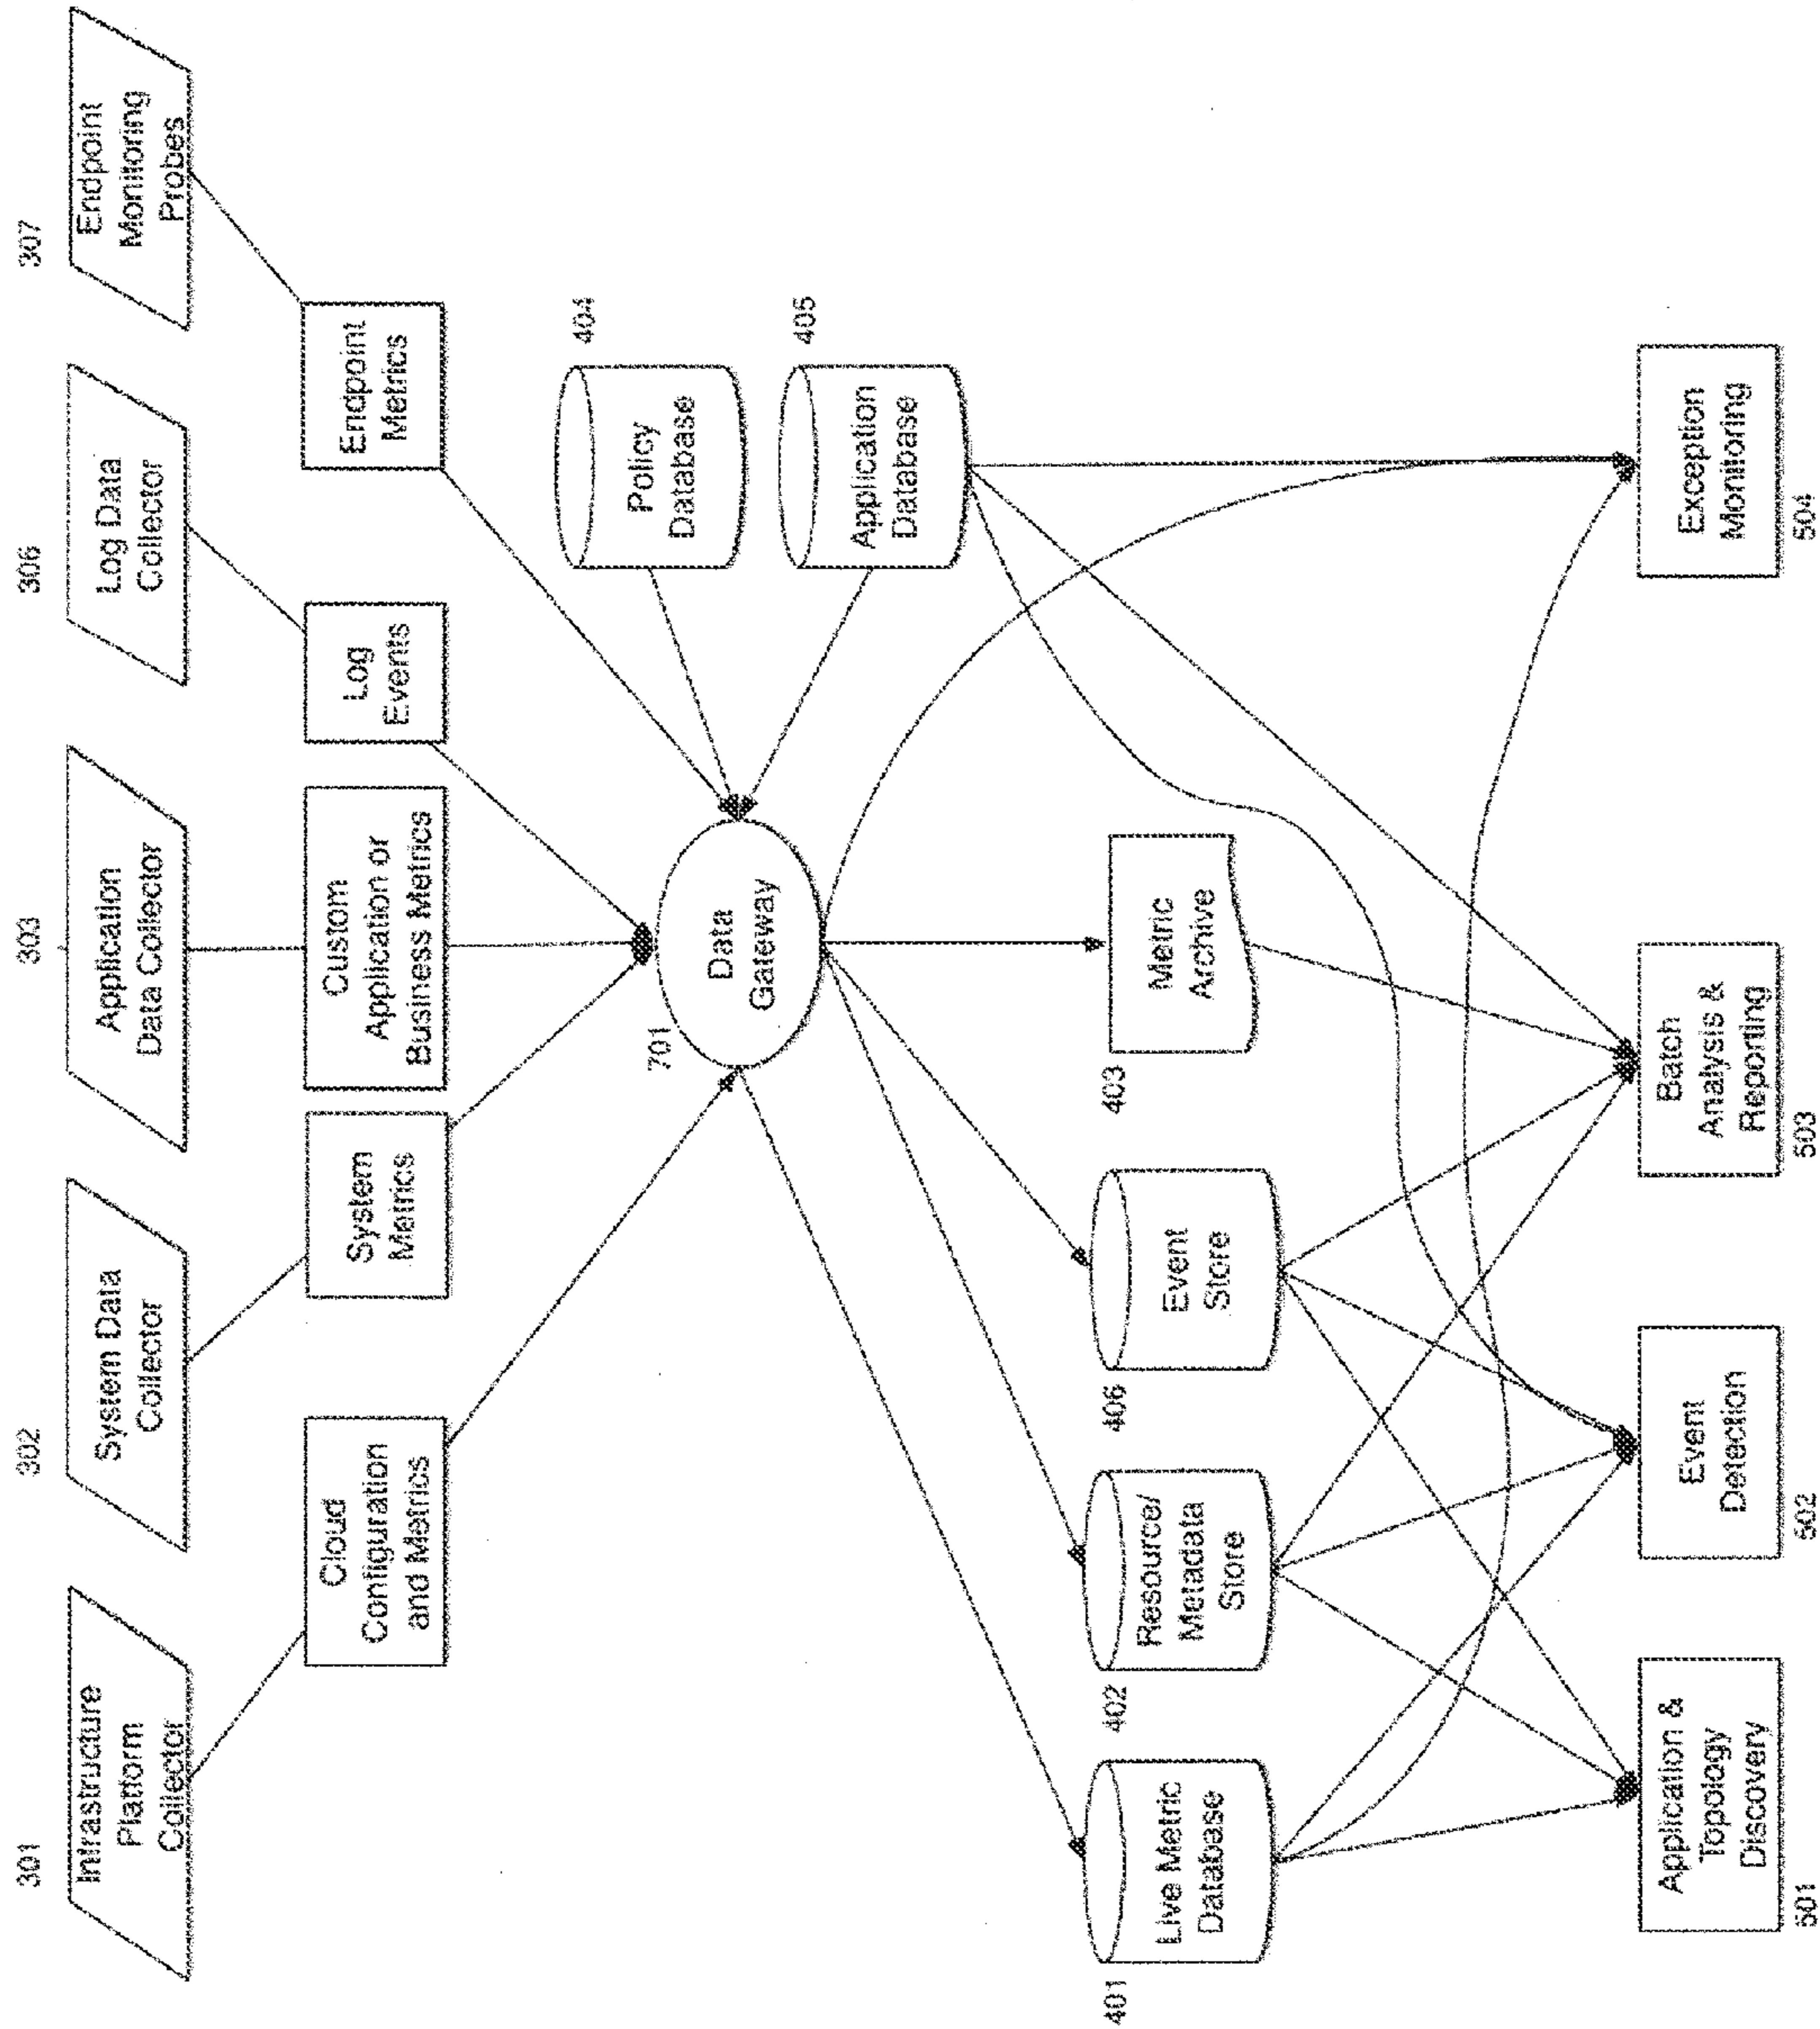 301
Infrastructure
Platform
Collector
302
System Data
Collector
303
Application
Data Collector
306
Log Data
Collector
307
Endpoint
Monitoring
Probes
Cloud
Configuration
and Metrics
System
Metrics
Custom
Application or
Business Metrics
Log
Events
Endpoint
Metrics
701
Data
Gateway
Policy
Database
404
Application
Database
405
401
Live Metric
Database
402
Resource/
Metadata
Store
406
Event
Store
403
Metric
Archive
Application &
Topology
Discovery
501
Event
Detection
502
Batch
Analysis &
Reporting
503
Exception
Monitoring
504